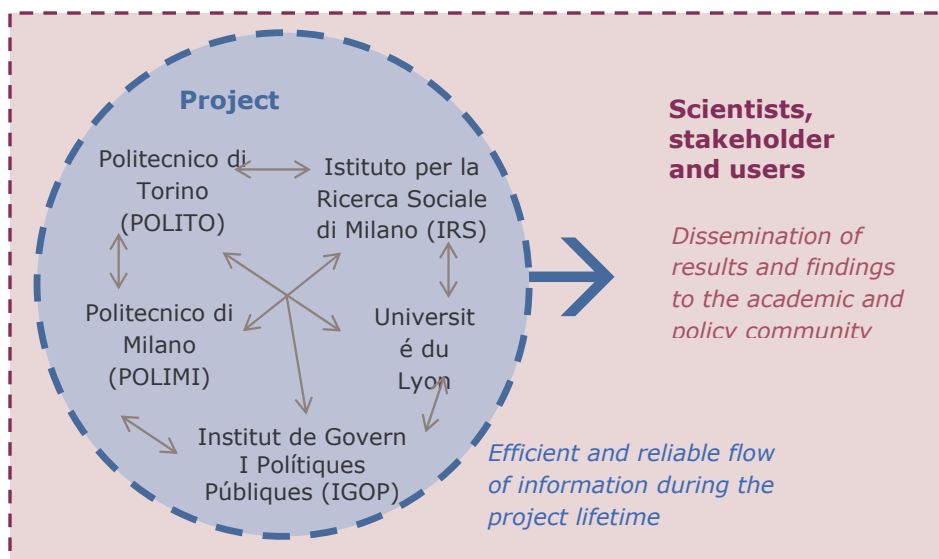 Project
Politecnico di
Torino
(POLITO)
Istituto per la
Ricerca Sociale
di Milano (IRS)
Politecnico di
Milano
(POLIMI)
Universit
é du
Lyon
Institut de Govern
I Polítiques
Públiques (IGOP)
Scientists,
stakeholder
and users
Dissemination of
results and findings
to the academic and
policy community
Efficient and reliable flow
of information during the
project lifetime